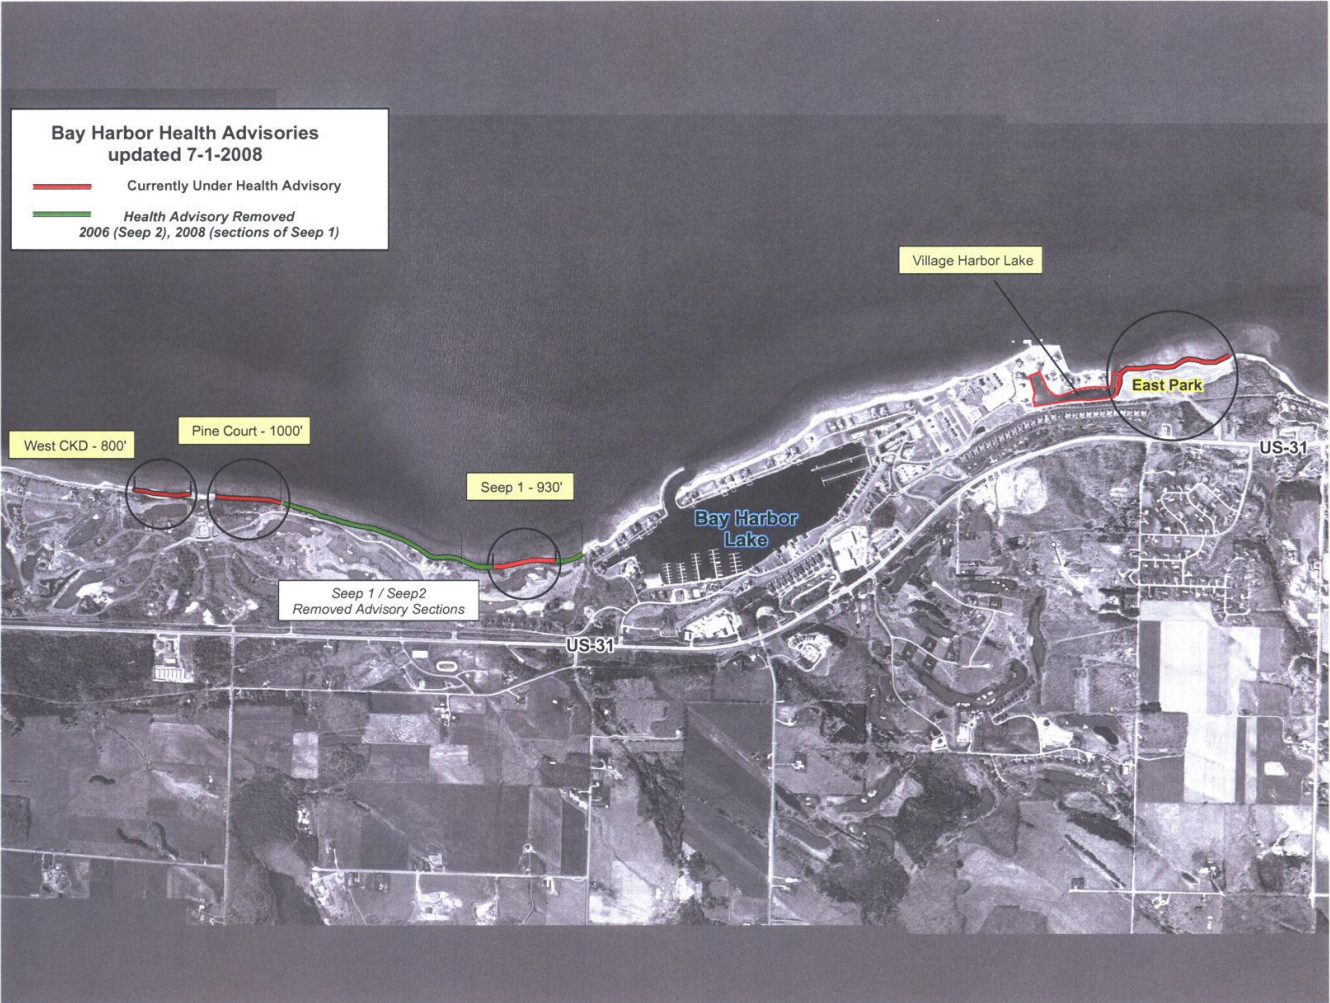 Bay Harbor Health Advisories
updated 7-1-2008
Currently Under Health Advisory
Health Advisory Removed
2006 (Seep 2), 2008 (sections of Seep 1)
Village Harbor Lake
East Park
US-31
Pine Court - 1000'
West CKD - 800'
Seep 1 - 930'
Bay Harbor
Lake
Seep 1 / Seep2
Removed Advisory Sections
US-31